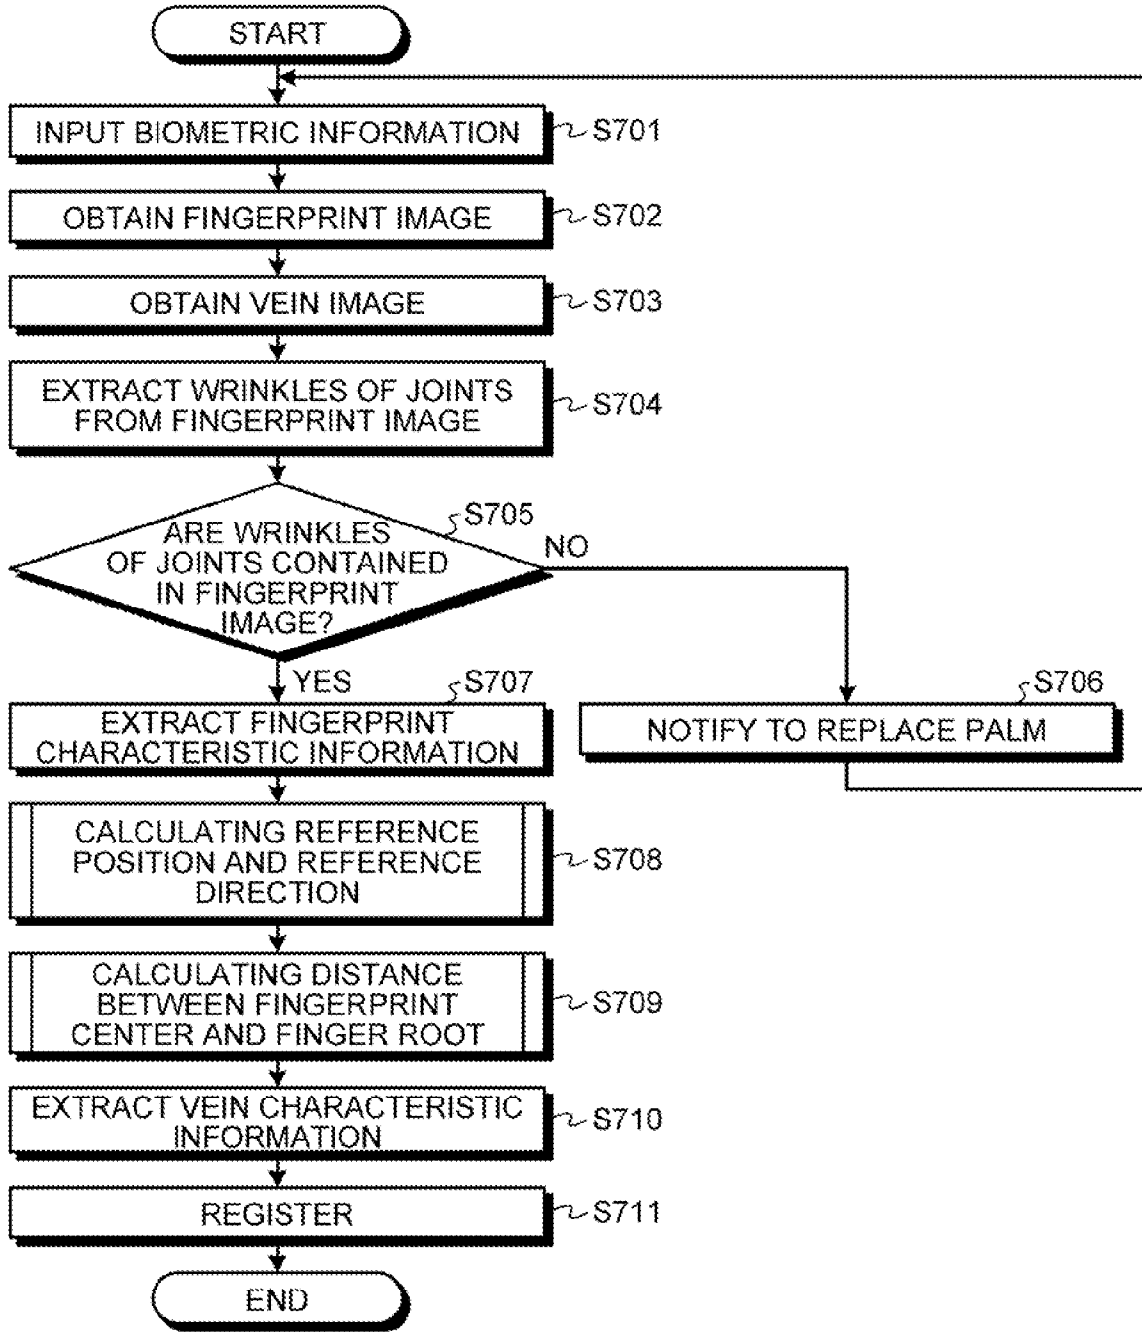 START
INPUT BIOMETRIC INFORMATION
S701
OBTAIN FINGERPRINT IMAGE
S702
OBTAIN VEIN IMAGE
S703
EXTRACT WRINKLES OF JOINTS
FROM FINGERPRINT IMAGE
S704
S705
ARE WRINKLES
OF JOINTS CONTAINED
IN FINGERPRINT
IMAGE?
NO
YES
S707
EXTRACT FINGERPRINT
CHARACTERISTIC INFORMATION
S706
NOTIFY TO REPLACE PALM
CALCULATING REFERENCE
POSITION AND REFERENCE
DIRECTION
S708
CALCULATING DISTANCE
BETWEEN FINGERPRINT
CENTER AND FINGER ROOT
S709
EXTRACT VEIN CHARACTERISTIC
INFORMATION
S710
REGISTER
S711
END